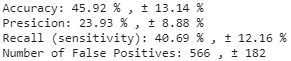 Accuracy: 45.92 % , ± 13.14 %
Presicion: 23.93 % , ± 8.88 %
Recall (sensitivity): 40.69 % , ± 12.16 %
Number of False Positives: 566 , ± 182